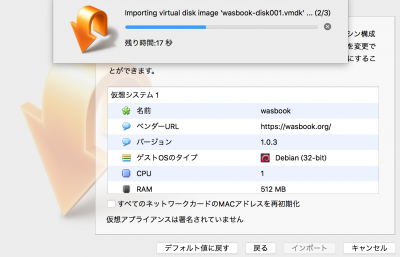 Importing virtual disk image 'wasbook-disk001.vmdk' ... (2/3)
残り時間:17 秒
シン構成
を変更で
にするこ
とができます。
仮想システム 1
名前 wasbook
ベンダーURL https://wasbook.org/
バージョン 1.0.3
ゲストOSのタイプ Debian (32-bit)
CPU 1
RAM 512 MB
すべてのネットワークカードのMACアドレスを再初期化
仮想アプライアンスは署名されていません
デフォルト値に戻す 戻る インポート キャンセル